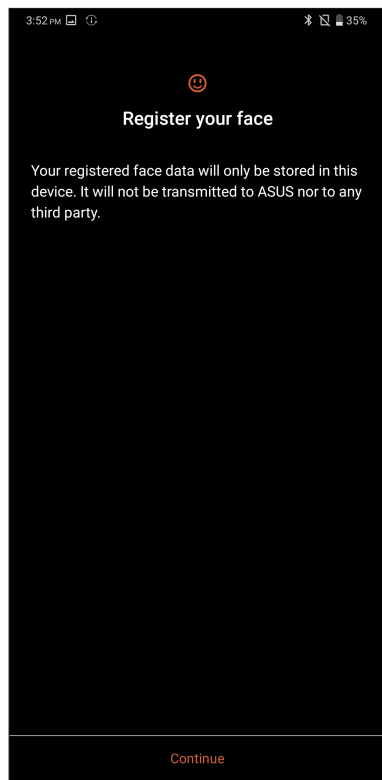 3:52 PM 35%
Register your face
Your registered face data will only be stored in this
device. It will not be transmitted to ASUS nor to any
third party.
Continue